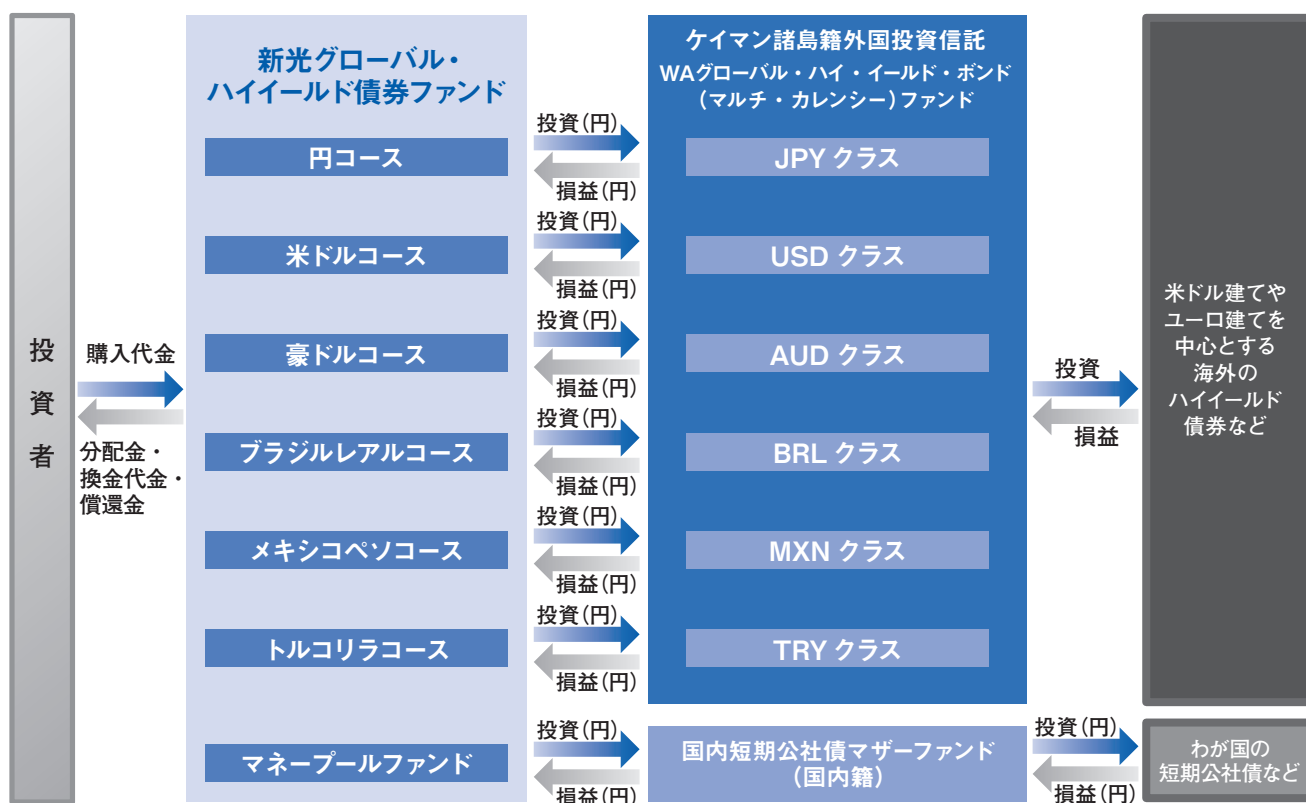 投資者
購入代金
分配金・
換金代金・
償還金
新光グローバル・
ハイイールド債券ファンド
円コース
米ドルコース
豪ドルコース
ブラジルレアルコース
メキシコペソコース
トルコリラコース
マネープールファンド
投資(円)
損益(円)
投資(円)
損益(円)
投資(円)
損益(円)
投資(円)
損益(円)
投資(円)
損益(円)
投資(円)
損益(円)
投資(円)
損益(円)
ケイマン諸島籍外国投資信託
WAグローバル・ハイ・イールド・ボンド
(マルチ・カレンシー)ファンド
JPY クラス
USD クラス
AUD クラス
BRL クラス
MXN クラス
TRY クラス
国内短期公社債マザーファンド
(国内籍)
投資
損益
投資(円)
損益(円)
米ドル建てや
ユーロ建てを
中心とする
海外の
ハイイールド
債券など
わが国の
短期公社債など